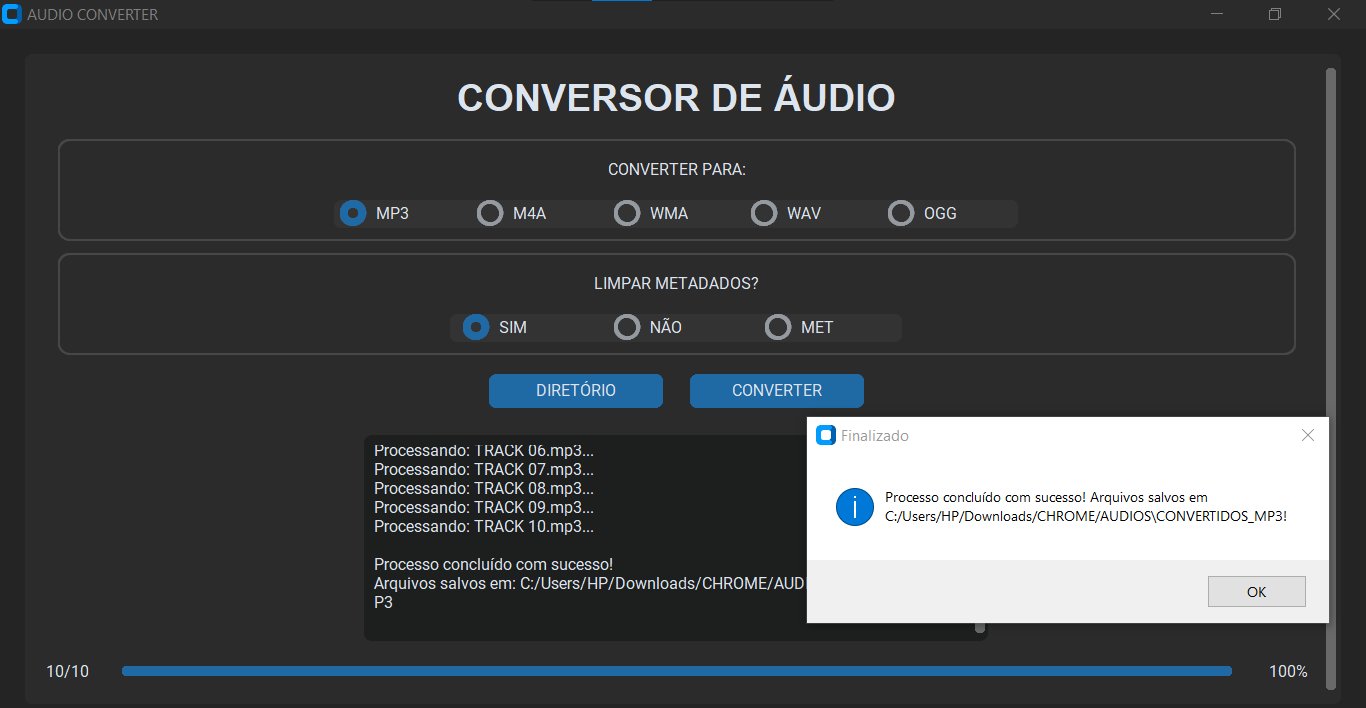 AUDIO CONVERTER
CONVERSOR DE ÁUDIO
CONVERTER PARA:
MP3 M4A WMA WAV OGG
LIMPAR METADADOS?
SIM NÃO MET
DIRETÓRIO CONVERTER
Processando: TRACK 06.mp3...
Processando: TRACK 07.mp3...
Processando: TRACK 08.mp3...
Processando: TRACK 09.mp3...
Processando: TRACK 10.mp3...
Processo concluído com sucesso!
Arquivos salvos em: C:/Users/HP/Downloads/CHROME/AUDI
P3
Finalizado
Processo concluído com sucesso! Arquivos salvos em
C:/Users/HP/Downloads/CHROME/AUDIOS\CONVERTIDOS_MP3!
OK
10/10 100%